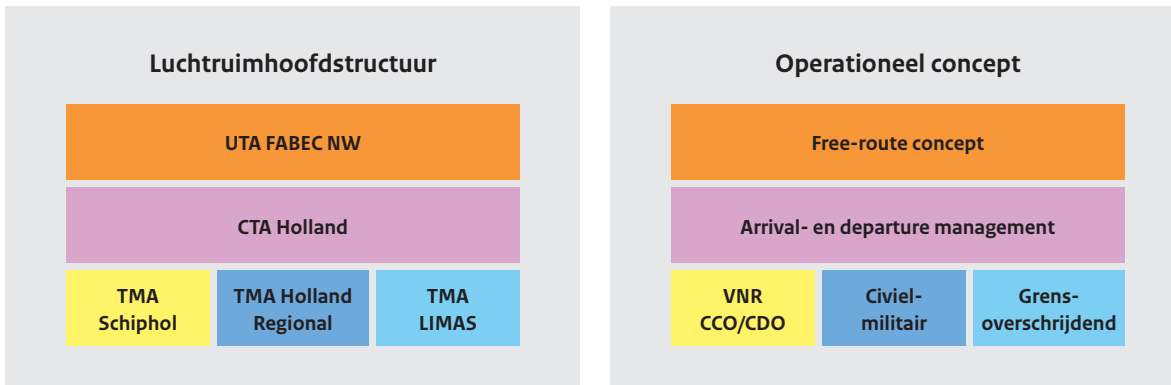 Luchtruimhoofdstructuur
UTA FABEC NW
CTA Holland
TMA
Schiphol
TMA Holland
Regional
TMA
LIMAS
Operationeel concept
Free-route concept
Arrival- en departure management
VNR
CCO/CDO
Civiel-
militair
Grens-
overschrijdend